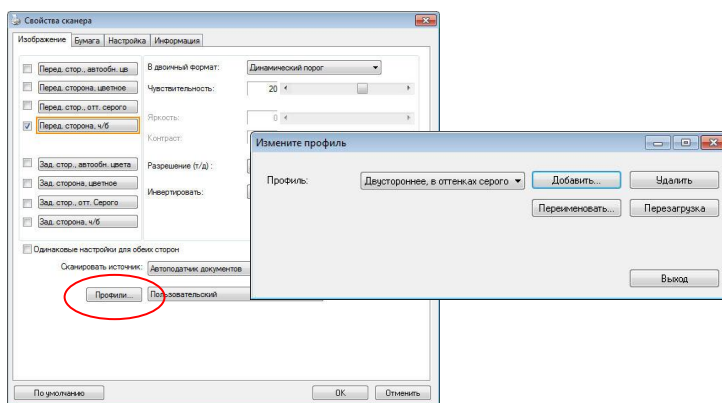 Свойства сканера
Изображение Бумага Настройка Информация
Перед. стор., автообн. цв
Перед. сторона, цветное
Перед. стор., отт. серого
Перед. сторона, ч/б
Зад. стор., автообн. цвета
Зад. сторона, цветное
Зад. стор., отт. Серого
Зад. сторона, ч/б
В двоичный формат: Динамический порог
Чувствительность: 20
Яркость: 0
Контраст:
Разрешение (т/д) :
Инвертировать:
Одинаковые настройки для обеих сторон
Сканировать источник: Автоподатчик документов
Профили... Пользовательский
По умолчанию OK Отменить
Измените профиль
Профиль: Двустороннее, в оттенках серого Добавить... Удалить
Переименовать... Перезагрузка
Выход